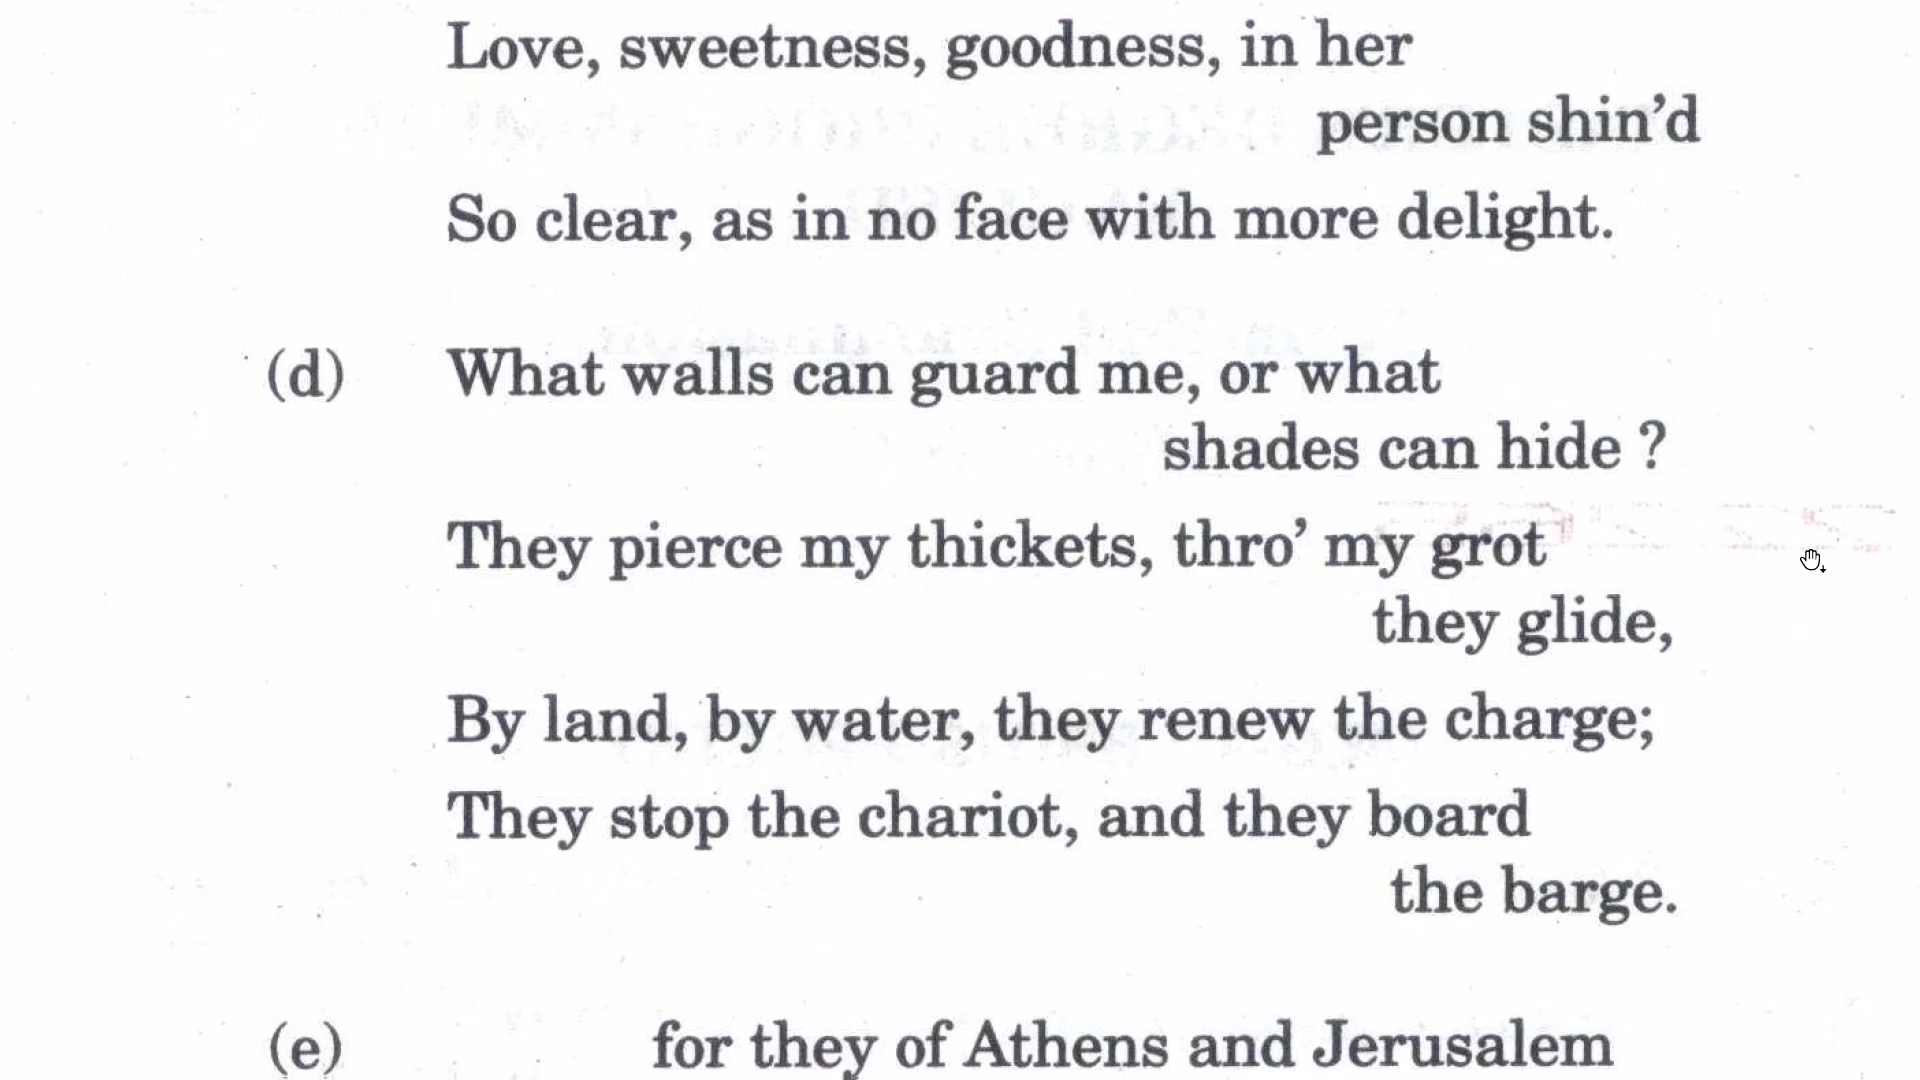 Love, sweetness, goodness, in her
person shin’d
So clear, as in no face with more delight.
(d) What walls can guard me, or what
shades can hide ?
They pierce my thickets, thro’ my grot
they glide,
By land, by water, they renew the charge;
They stop the chariot, and they board
the barge.
(e) for they of Athens and Jerusalem